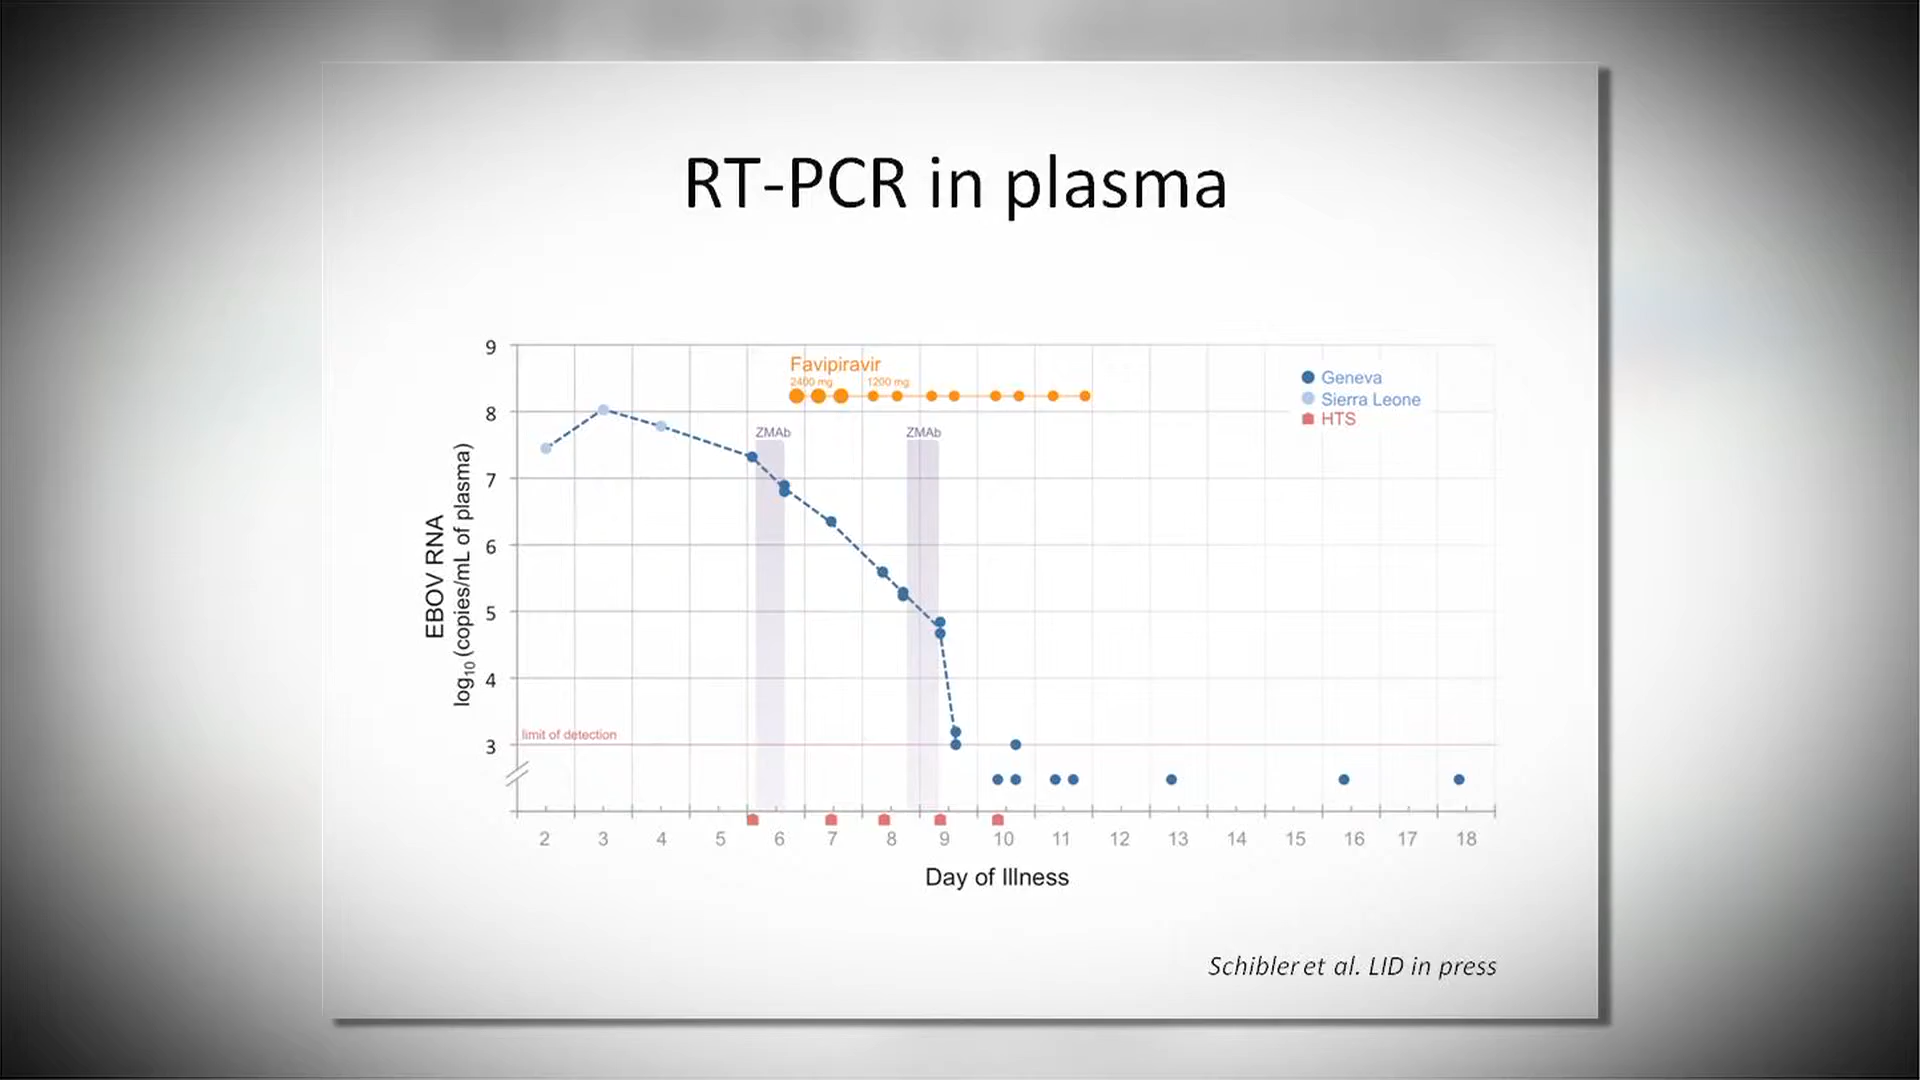 RT-PCR in plasma
9
8
7
6
5
4
3
EBOV RNA
log10 (copies/mL of plasma)
Favipiravir
2400 mg 1200 mg
ZMAb ZMAb
Geneva
Sierra Leone
HTS
limit of detection
2 3 4 5 6 7 8 9 10 11 12 13 14 15 16 17 18
Day of Illness
Schibler et al. LID in press